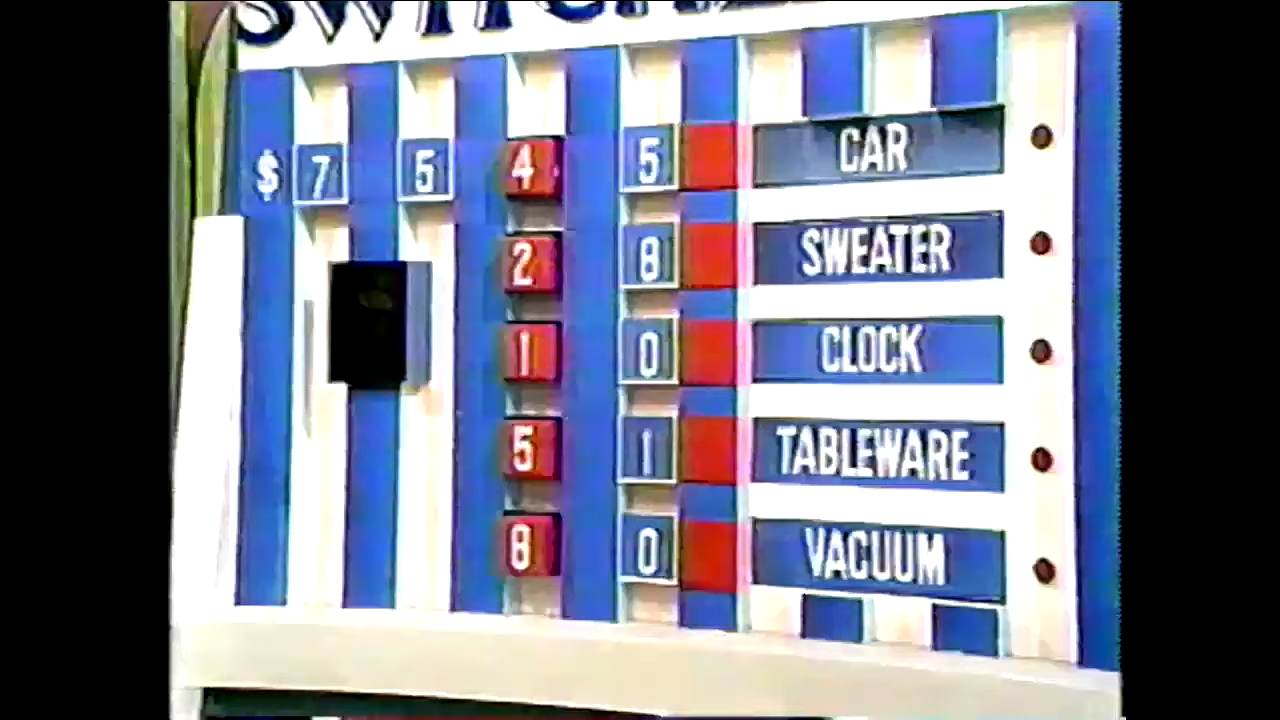 $ 7 5 4 5 CAR
2 8 SWEATER
1 0 CLOCK
5 1 TABLEWARE
8 0 VACUUM